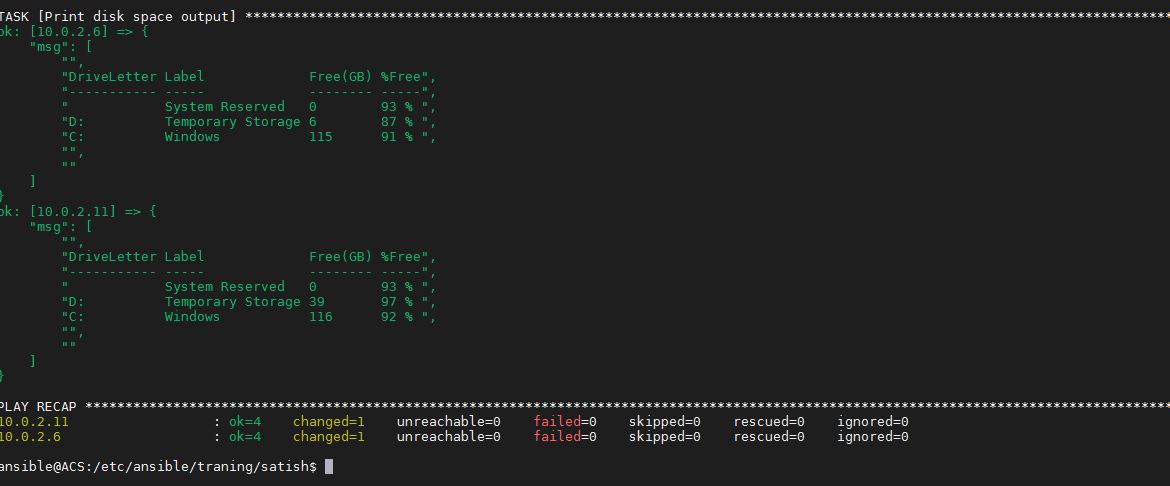 TASK [Print disk space output] *******************************************************************************************************************
ok: [10.0.2.6] => {
    "msg": [
        "",
        "DriveLetter Label             Free(GB) %Free",
        "----------- -----             -------- -----",
        "            System Reserved   0        93 % ",
        "D:          Temporary Storage 6        87 % ",
        "C:          Windows           115      91 % ",
        "",
        ""
    ]
}
ok: [10.0.2.11] => {
    "msg": [
        "",
        "DriveLetter Label             Free(GB) %Free",
        "----------- -----             -------- -----",
        "            System Reserved   0        93 % ",
        "D:          Temporary Storage 39       97 % ",
        "C:          Windows           116      92 % ",
        "",
        ""
    ]
}
PLAY RECAP ***************************************************************************************************************************************
10.0.2.11                  : ok=4    changed=1    unreachable=0    failed=0    skipped=0    rescued=0    ignored=0
10.0.2.6                   : ok=4    changed=1    unreachable=0    failed=0    skipped=0    rescued=0    ignored=0
ansible@ACS:/etc/ansible/traning/satish$